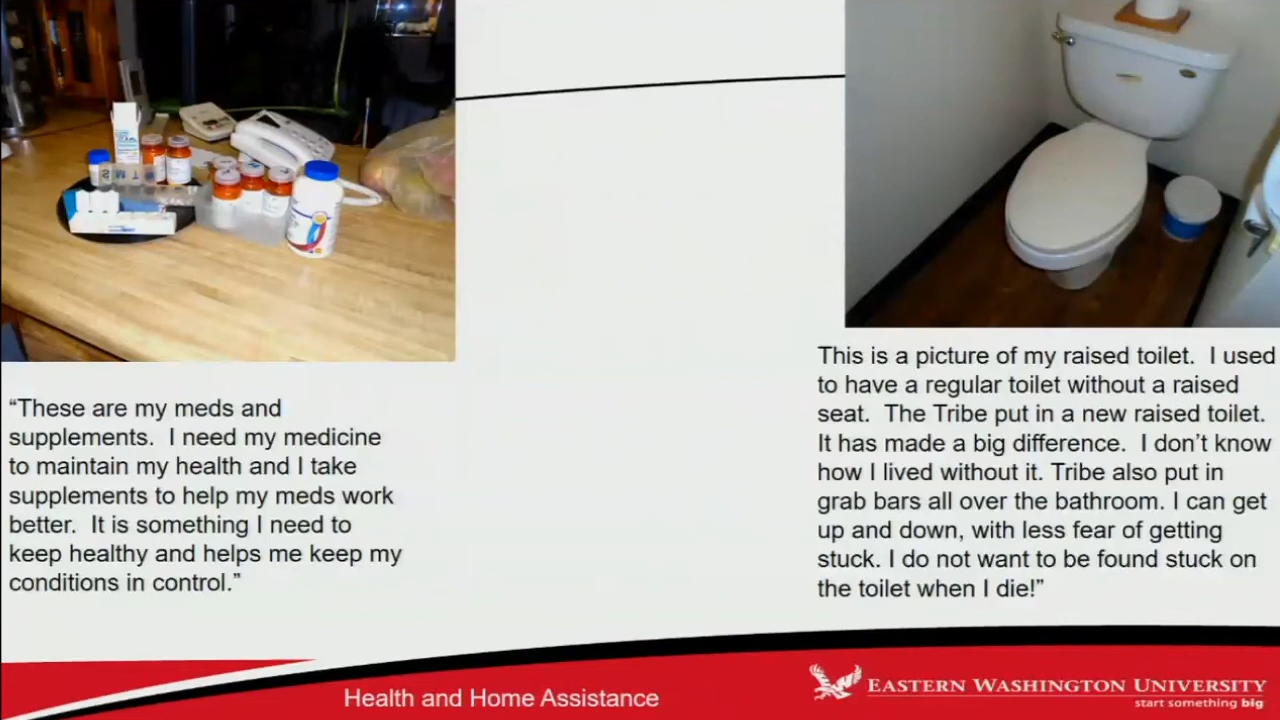 “These are my meds and
supplements.  I need my medicine
to maintain my health and I take
supplements to help my meds work
better.  It is something I need to
keep healthy and helps me keep my
conditions in control.”
This is a picture of my raised toilet.  I used
to have a regular toilet without a raised
seat.  The Tribe put in a new raised toilet.
It has made a big difference.  I don’t know
how I lived without it. Tribe also put in
grab bars all over the bathroom. I can get
up and down, with less fear of getting
stuck. I do not want to be found stuck on
the toilet when I die!”
Health and Home Assistance
EASTERN WASHINGTON UNIVERSITY
start something big